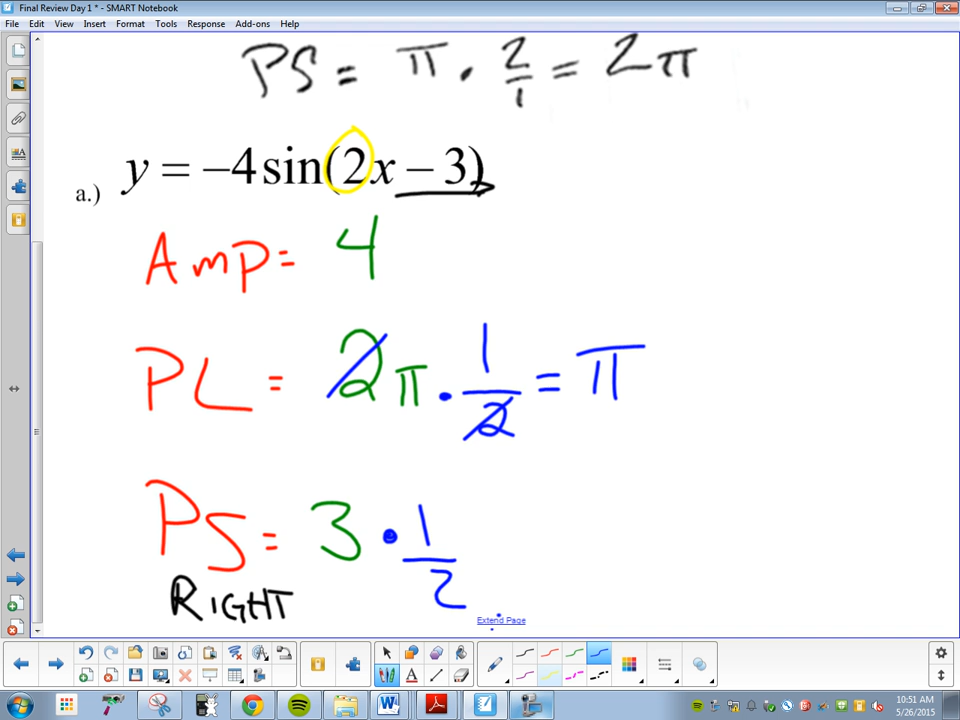 Final Review Day 1 * - SMART Notebook
File Edit View Insert Format Tools Response Add-ons Help
PS = π · 2/1 = 2π
a.) y = −4sin(2x − 3)
Amp = 4
PL = 2π · 1/2 = π
PS = 3 · 1/2
RIGHT
Extend Page
10:51 AM
5/26/2015